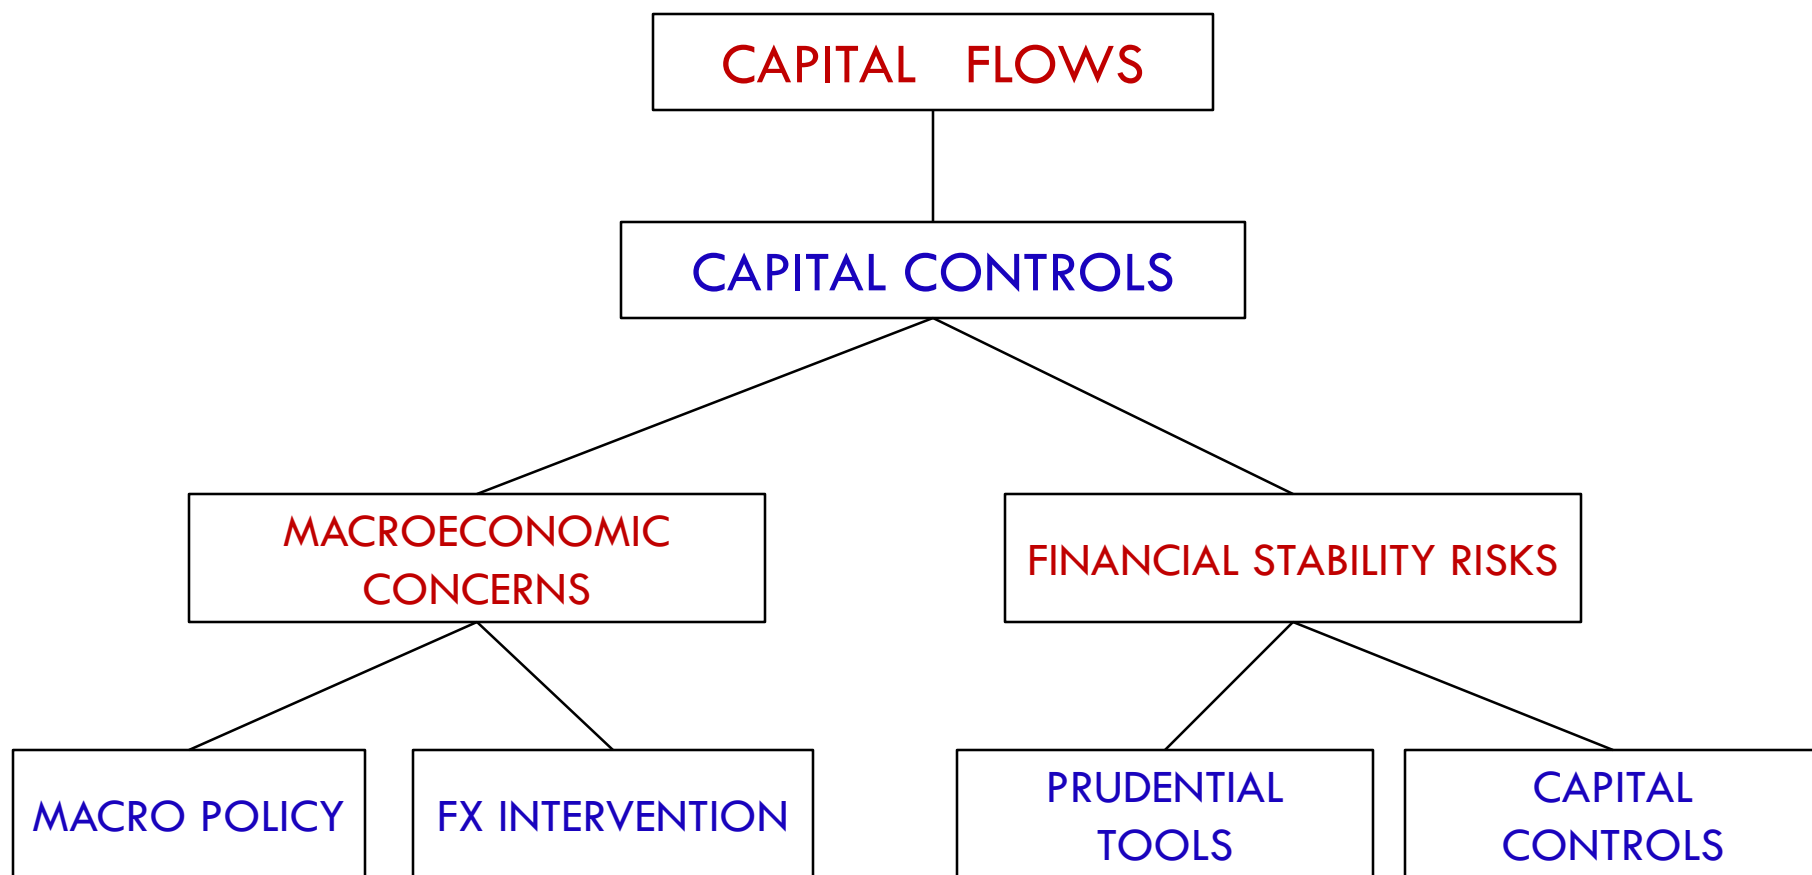 CAPITAL FLOWS
CAPITAL CONTROLS
MACROECONOMIC
CONCERNS
FINANCIAL STABILITY RISKS
MACRO POLICY
FX INTERVENTION
PRUDENTIAL
TOOLS
CAPITAL
CONTROLS